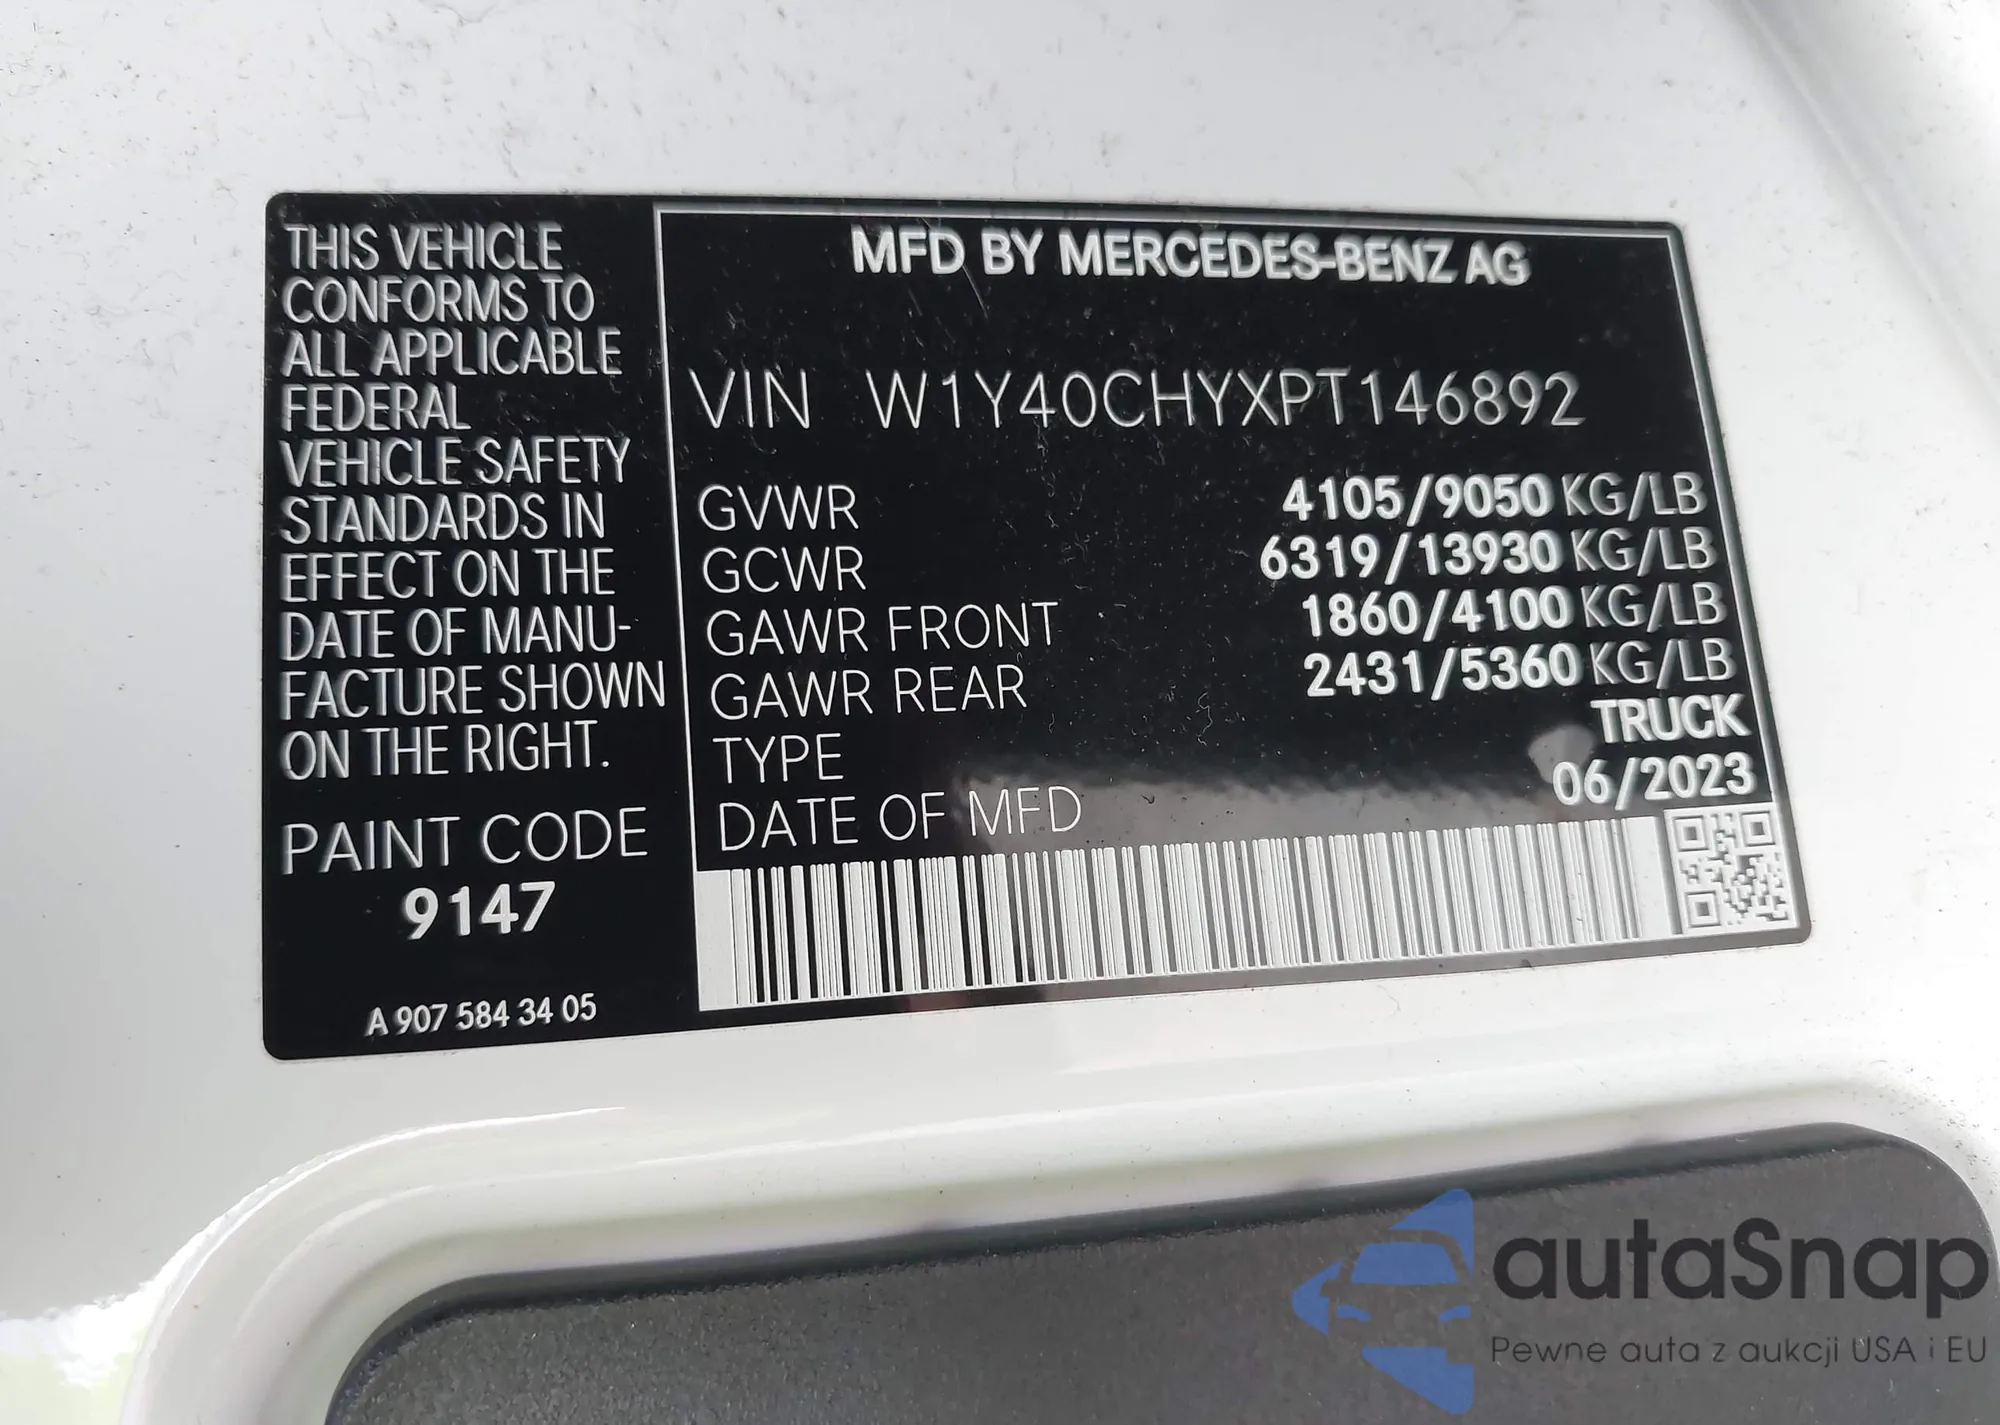 THIS VEHICLE
CONFORMS TO
ALL APPLICABLE
FEDERAL
VEHICLE SAFETY
STANDARDS IN
EFFECT ON THE
DATE OF MANU-
FACTURE SHOWN
ON THE RIGHT.
PAINT CODE
9147
A 907 584 34 05
MFD BY MERCEDES-BENZ AG
VIN W1Y40CHYXPT146892
GVWR 4105/9050 KG/LB
GCWR 6319/13930 KG/LB
GAWR FRONT 1860/4100 KG/LB
GAWR REAR 2431/5360 KG/LB
TYPE TRUCK
DATE OF MFD 06/2023
autaSnap
Pewne auta z aukcji USA i EU